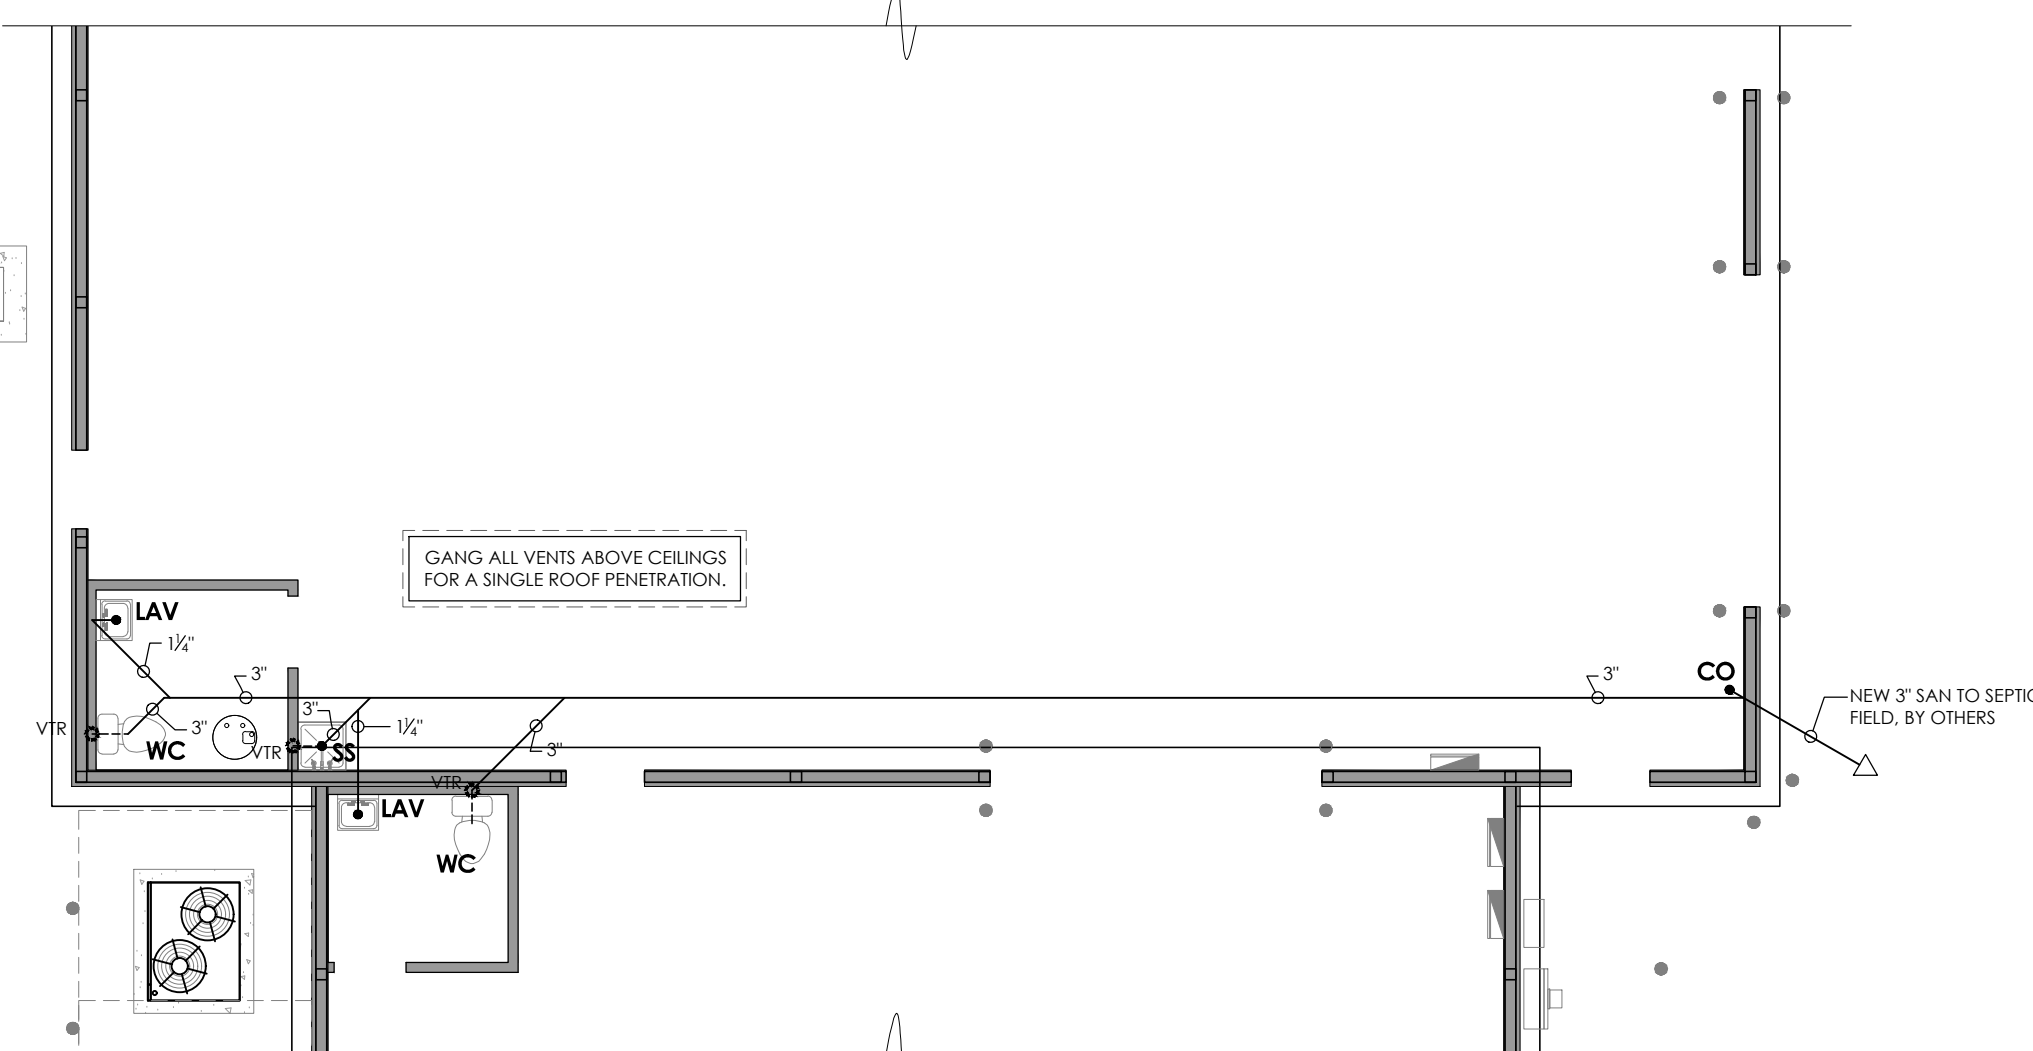 GANG ALL VENTS ABOVE CEILINGS
FOR A SINGLE ROOF PENETRATION.
LAV
1¼"
3"
3"
VTR
WC
VTR
3"
SS
1¼"
3"
VTR
LAV
WC
3"
CO
NEW 3" SAN TO SEPTIC
FIELD, BY OTHERS